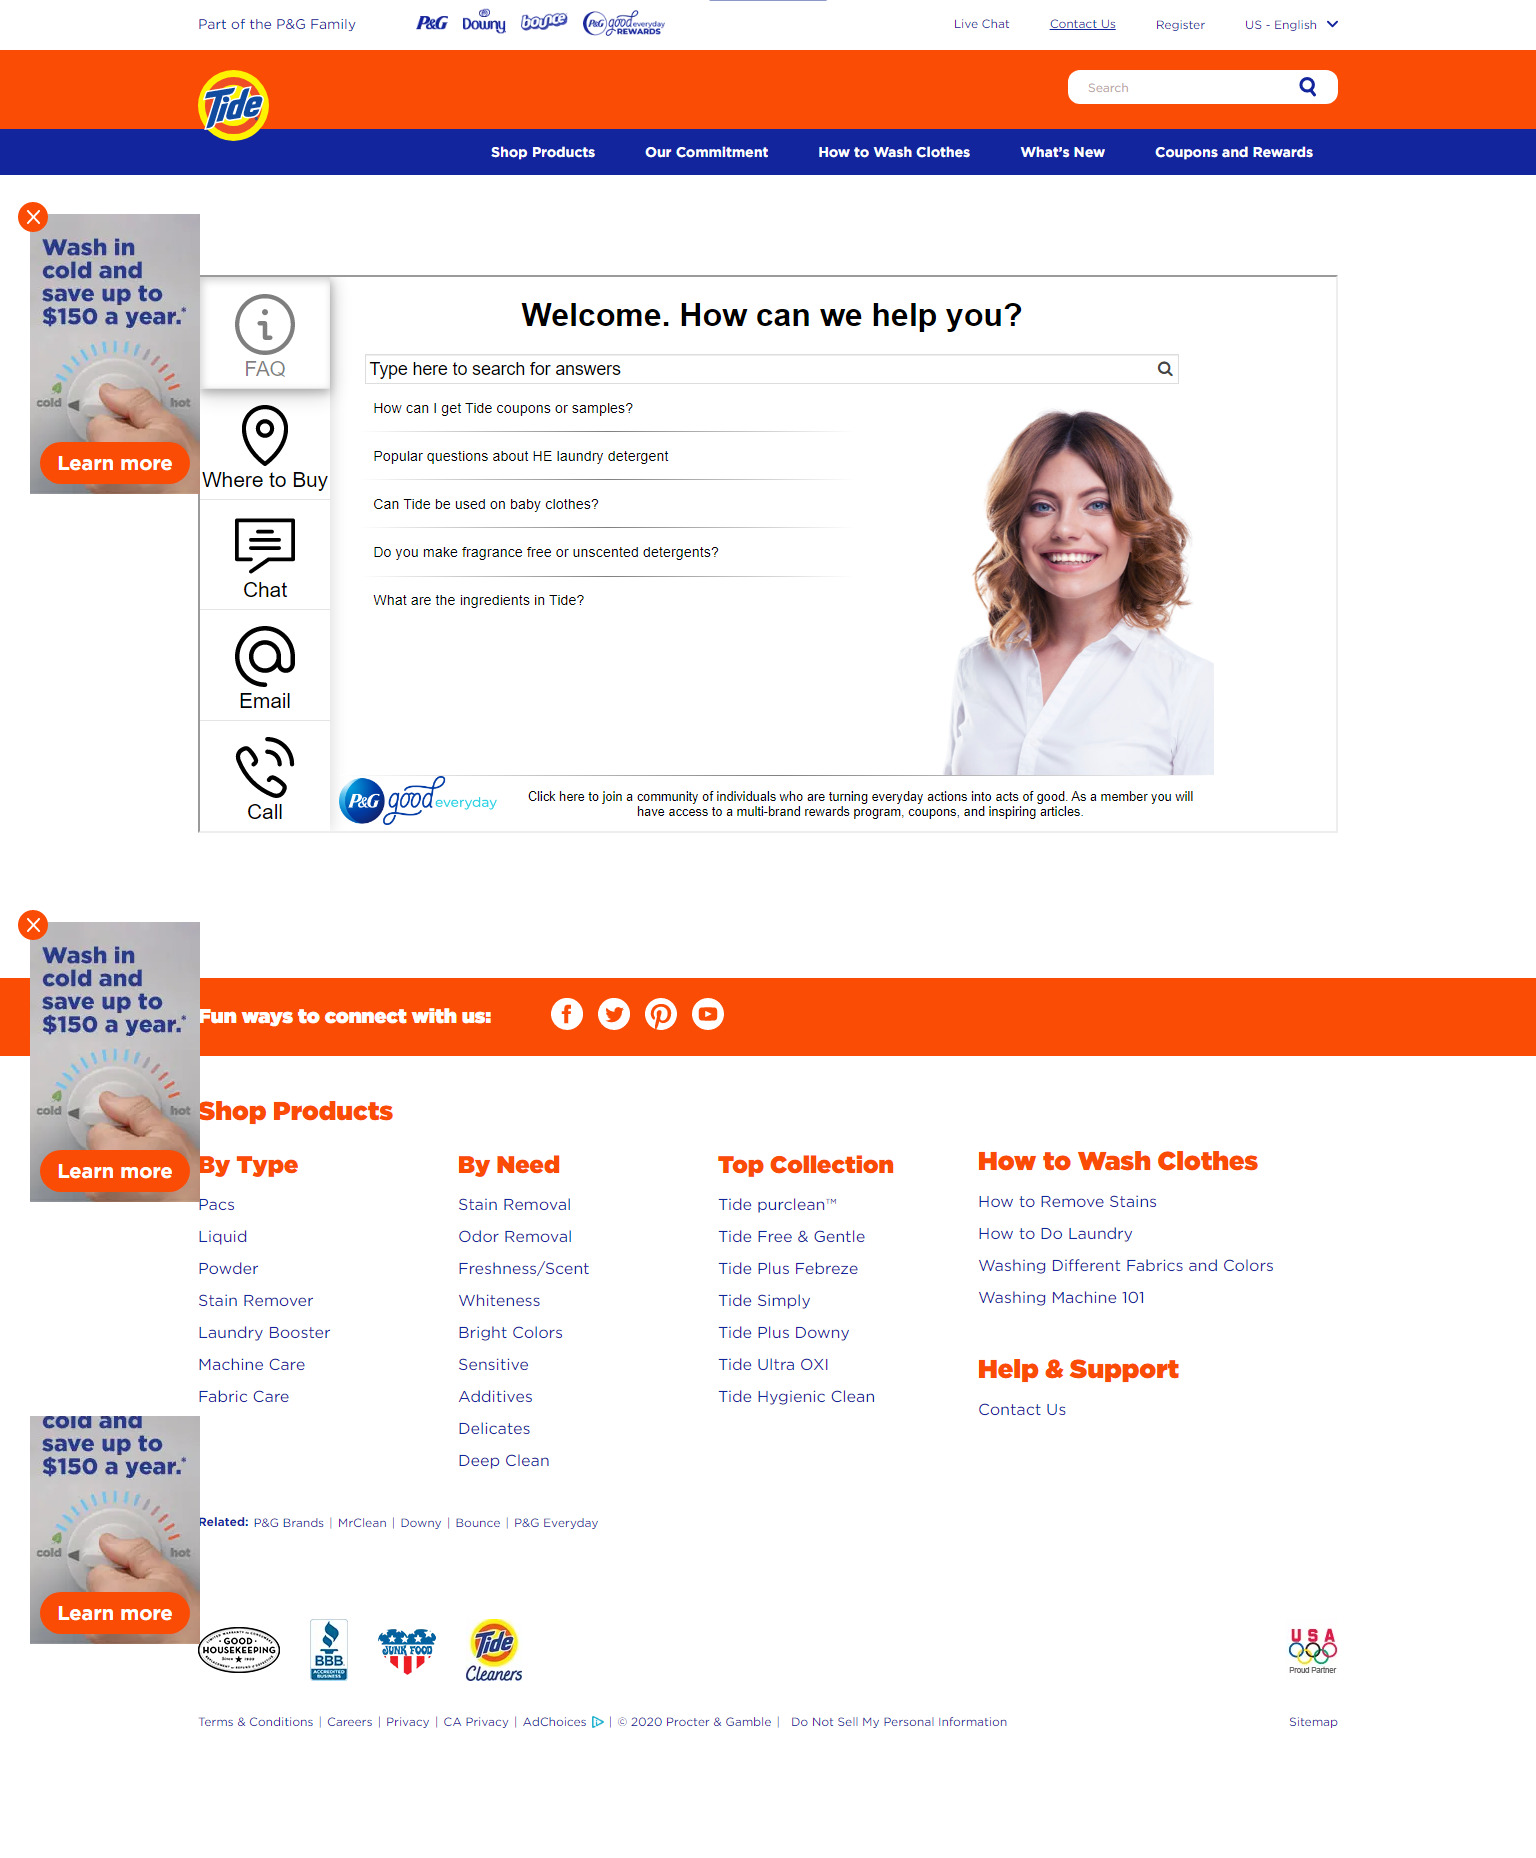 Part of the P&G Family
P&G
Downy
bounce
P&G good everyday REWARDS
Live Chat
Contact Us
Register
US - English
Tide
Search
Shop Products
Our Commitment
How to Wash Clothes
What's New
Coupons and Rewards
Wash in
cold and
save up to
$150 a year.*
cold
hot
Learn more
FAQ
Where to Buy
Chat
Email
Call
Welcome. How can we help you?
Type here to search for answers
How can I get Tide coupons or samples?
Popular questions about HE laundry detergent
Can Tide be used on baby clothes?
Do you make fragrance free or unscented detergents?
What are the ingredients in Tide?
P&G good everyday
Click here to join a community of individuals who are turning everyday actions into acts of good. As a member you will
have access to a multi-brand rewards program, coupons, and inspiring articles.
Wash in
cold and
save up to
$150 a year.*
cold
hot
Learn more
Fun ways to connect with us:
Shop Products
By Type
Pacs
Liquid
Powder
Stain Remover
Laundry Booster
Machine Care
Fabric Care
By Need
Stain Removal
Odor Removal
Freshness/Scent
Whiteness
Bright Colors
Sensitive
Additives
Delicates
Deep Clean
Top Collection
Tide purclean™
Tide Free & Gentle
Tide Plus Febreze
Tide Simply
Tide Plus Downy
Tide Ultra OXI
Tide Hygienic Clean
How to Wash Clothes
How to Remove Stains
How to Do Laundry
Washing Different Fabrics and Colors
Washing Machine 101
Help & Support
Contact Us
cold and
save up to
$150 a year.*
cold
hot
Learn more
Related: P&G Brands | MrClean | Downy | Bounce | P&G Everyday
GOOD
HOUSEKEEPING
SINCE ★ 1909
BBB
ACCREDITED
BUSINESS
JUNK FOOD
Tide
Cleaners
USA
Proud Partner
Terms & Conditions | Careers | Privacy | CA Privacy | AdChoices | © 2020 Procter & Gamble | Do Not Sell My Personal Information
Sitemap